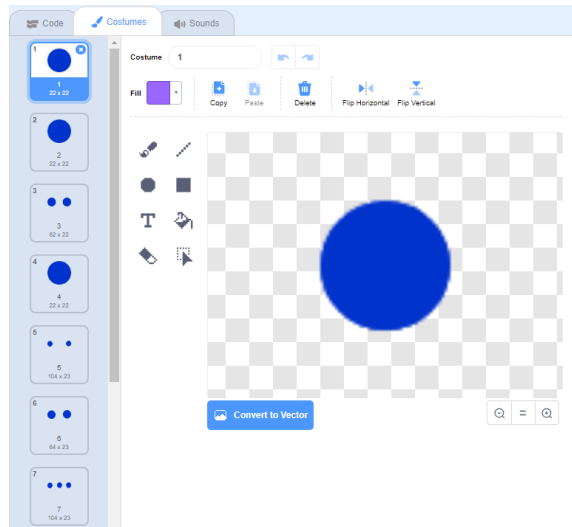 Code Costumes Sounds
1
1
22 x 22
2
2
22 x 22
3
3
82 x 22
4
4
22 x 22
5
5
104 x 23
6
6
64 x 23
7
7
104 x 23
Costume 1
Fill
Copy Paste Delete Flip Horizontal Flip Vertical
T
Convert to Vector